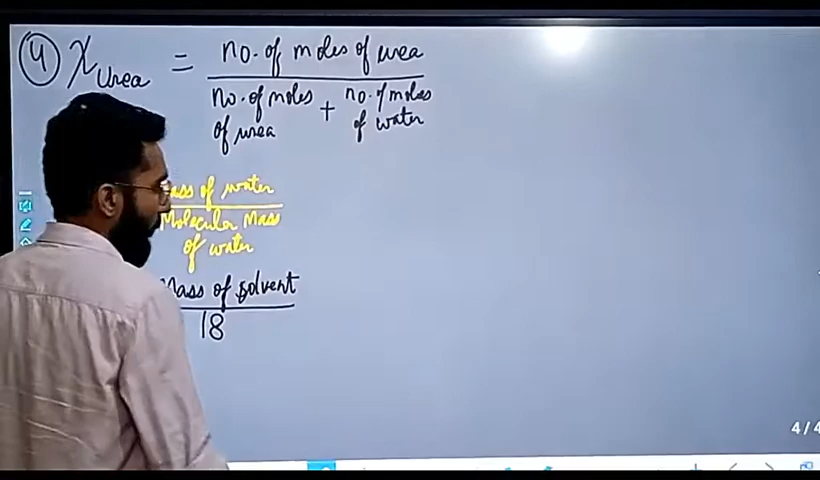 4 X Urea = no. of moles of urea
no. of moles + no. of moles
of urea of water
of water
Molecular Mass
of water
Mass of solvent
18
4/4